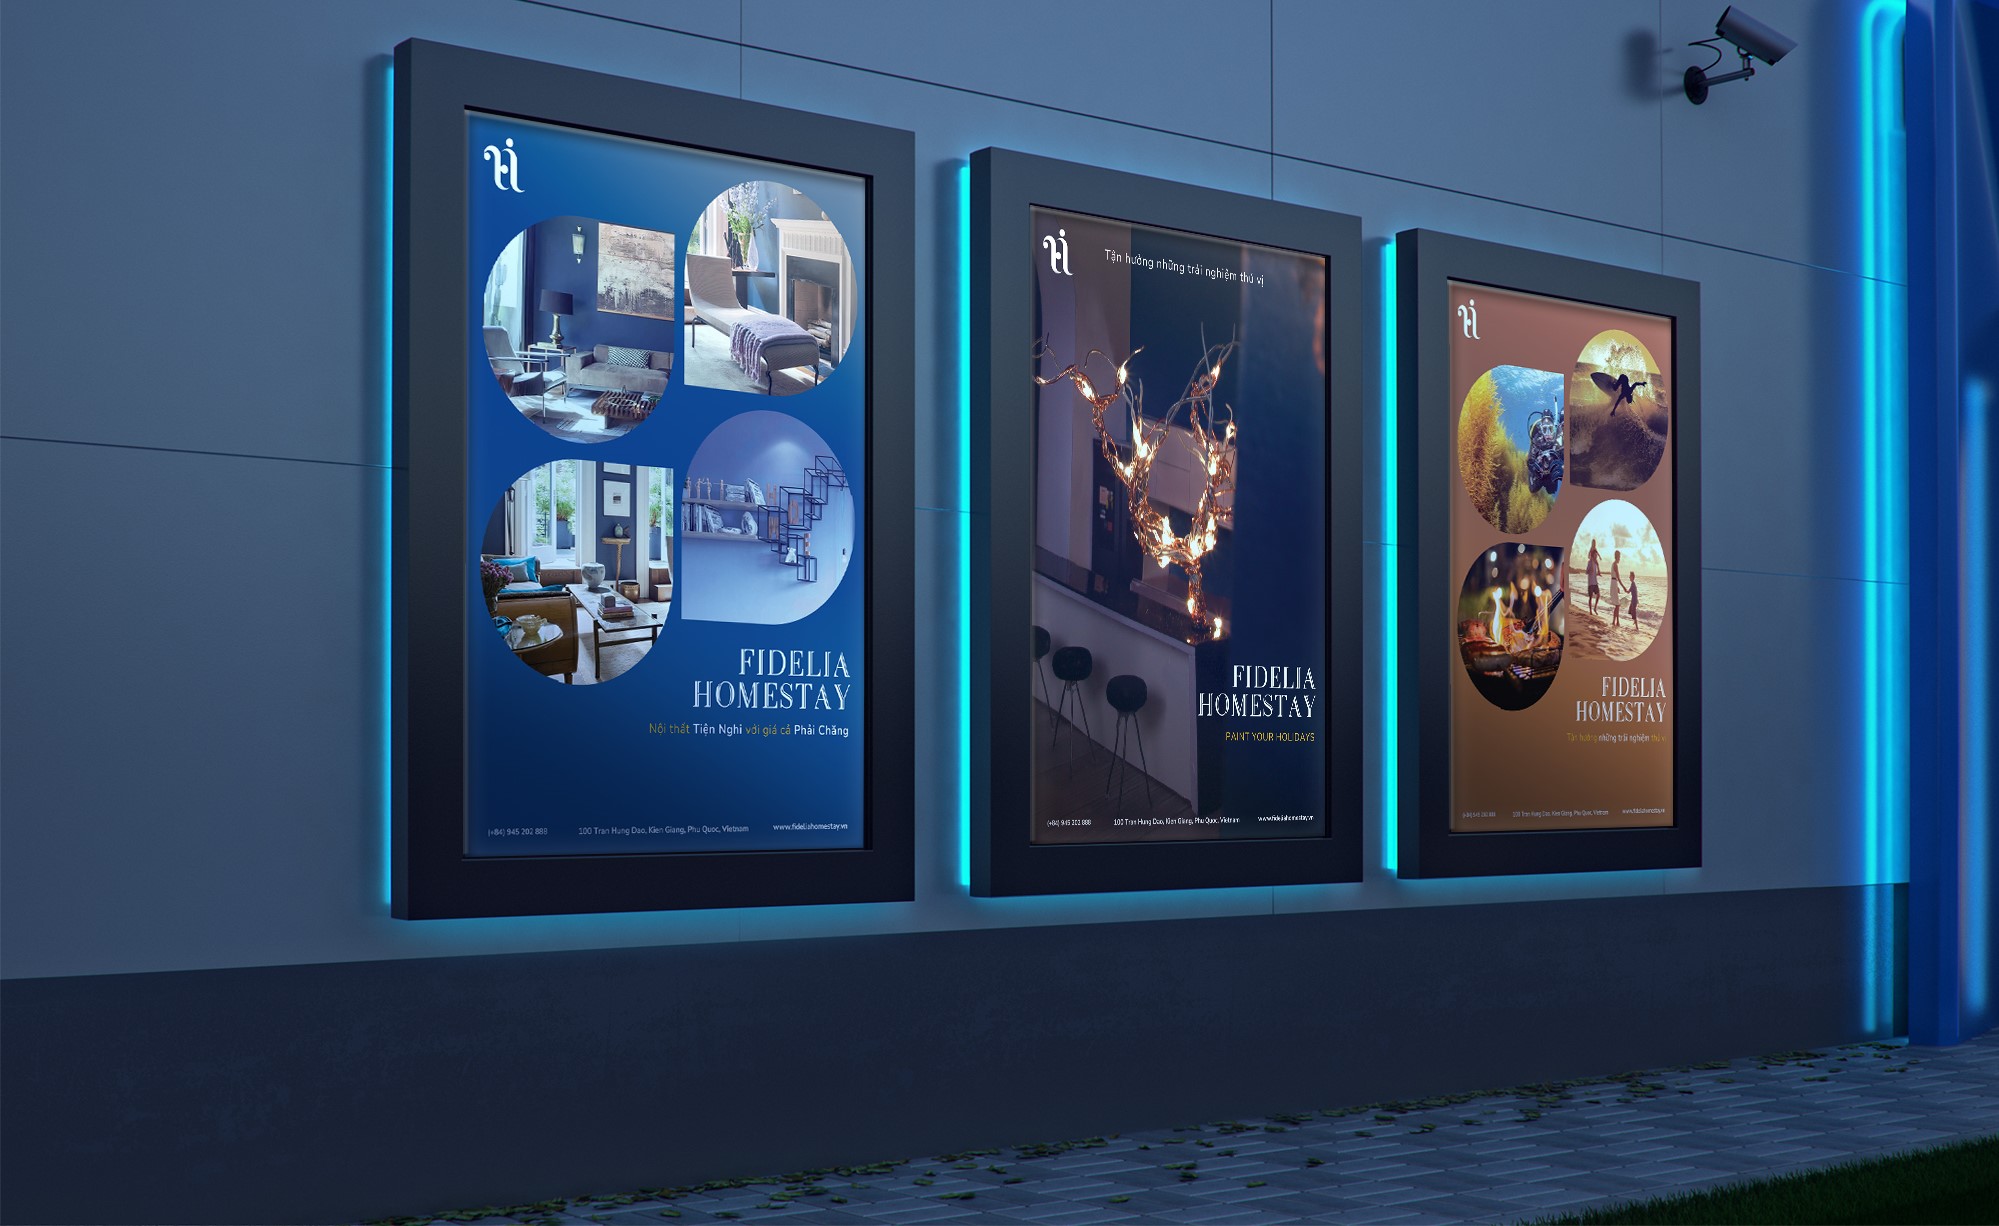 FIDELIA
HOMESTAY
Nội thất Tiện Nghi với giá cả Phải Chăng
(+84) 945 202 888
100 Tran Hung Dao, Kien Giang, Phu Quoc, Vietnam
www.fideliahomestay.vn
Tận hưởng những trải nghiệm thú vị
FIDELIA
HOMESTAY
PAINT YOUR HOLIDAYS
(+84) 945 202 888
100 Tran Hung Dao, Kien Giang, Phu Quoc, Vietnam
www.fideliahomestay.vn
FIDELIA
HOMESTAY
Tận hưởng những trải nghiệm thú vị
(+84) 945 202 888
100 Tran Hung Dao, Kien Giang, Phu Quoc, Vietnam
www.fideliahomestay.vn